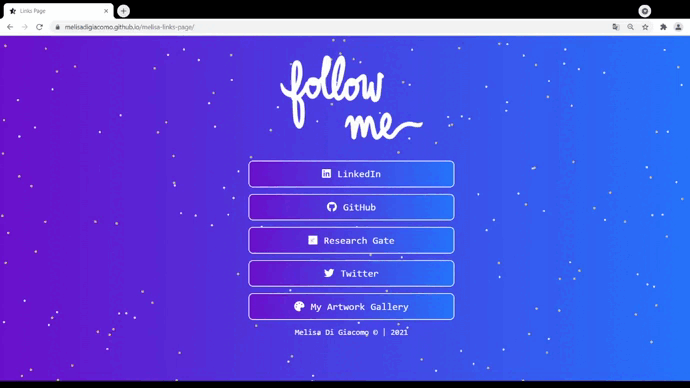 Links Page
melisadigiacomo.github.io/melisa-links-page/
follow
me
LinkedIn
GitHub
Research Gate
Twitter
My Artwork Gallery
Melisa Di Giacomo © | 2021